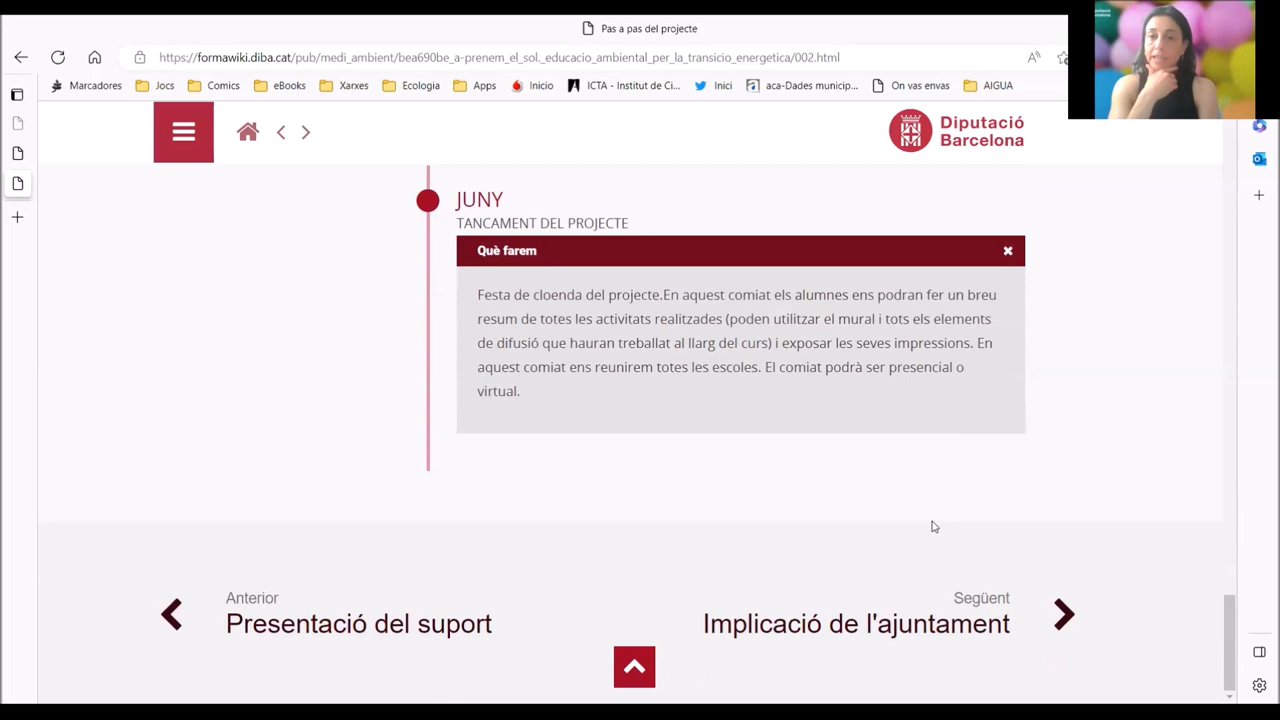 Pas a pas del projecte
https://formawiki.diba.cat/pub/medi_ambient/bea690be_a-prenem_el_sol._educacio_ambiental_per_la_transicio_energetica/002.html
Marcadores Jocs Comics eBooks Xarxes Ecologia Apps Inicio ICTA - Institut de Ci... Inici aca-Dades municip... On vas envas AIGUA
Diputació
Barcelona
Diputació
Barcelona
JUNY
TANCAMENT DEL PROJECTE
Què farem
Festa de cloenda del projecte.En aquest comiat els alumnes ens podran fer un breu
resum de totes les activitats realitzades (poden utilitzar el mural i tots els elements
de difusió que hauran treballat al llarg del curs) i exposar les seves impressions. En
aquest comiat ens reunirem totes les escoles. El comiat podrà ser presencial o
virtual.
Anterior
Presentació del suport
Següent
Implicació de l'ajuntament